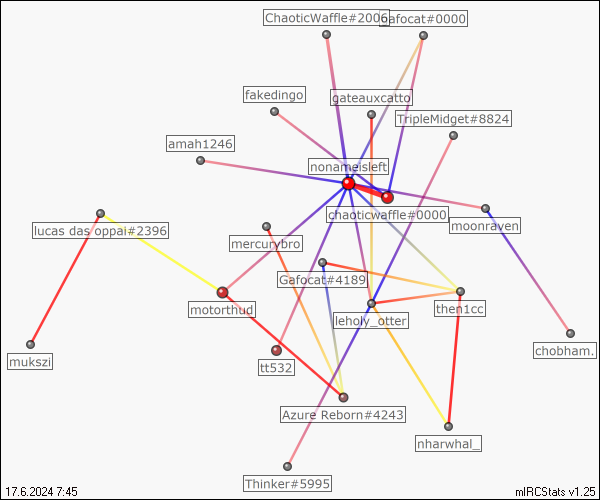 ChaoticWaffle#2006
Gafocat#0000
fakedingo
gateauxcatto
TripleMidget#8824
amah1246
nonameisleft
chaoticwaffle#0000
moonraven
lucas das oppai#2396
mercurybro
Gafocat#4189
motorthud
leholy_otter
then1cc
mukszi
tt532
chobham.
Azure Reborn#4243
nharwhal_
Thinker#5995
17.6.2024 7:45
mIRCStats v1.25